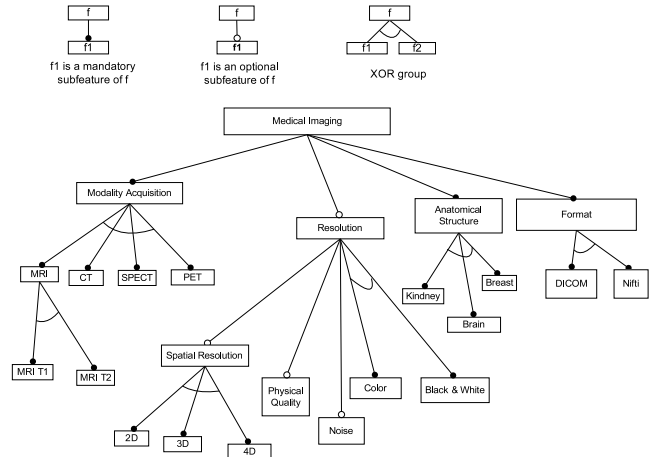 f
f
f
f1
f1
f1
f2
f1 is a mandatory
subfeature of f
f1 is an optional
subfeature of f
XOR group
Medical Imaging
Modality Acquisition
Resolution
Anatomical
Structure
Format
MRI
CT
SPECT
PET
Kindney
Breast
Brain
DICOM
Nifti
MRI T1
MRI T2
Spatial Resolution
Physical
Quality
Color
Black & White
Noise
2D
3D
4D